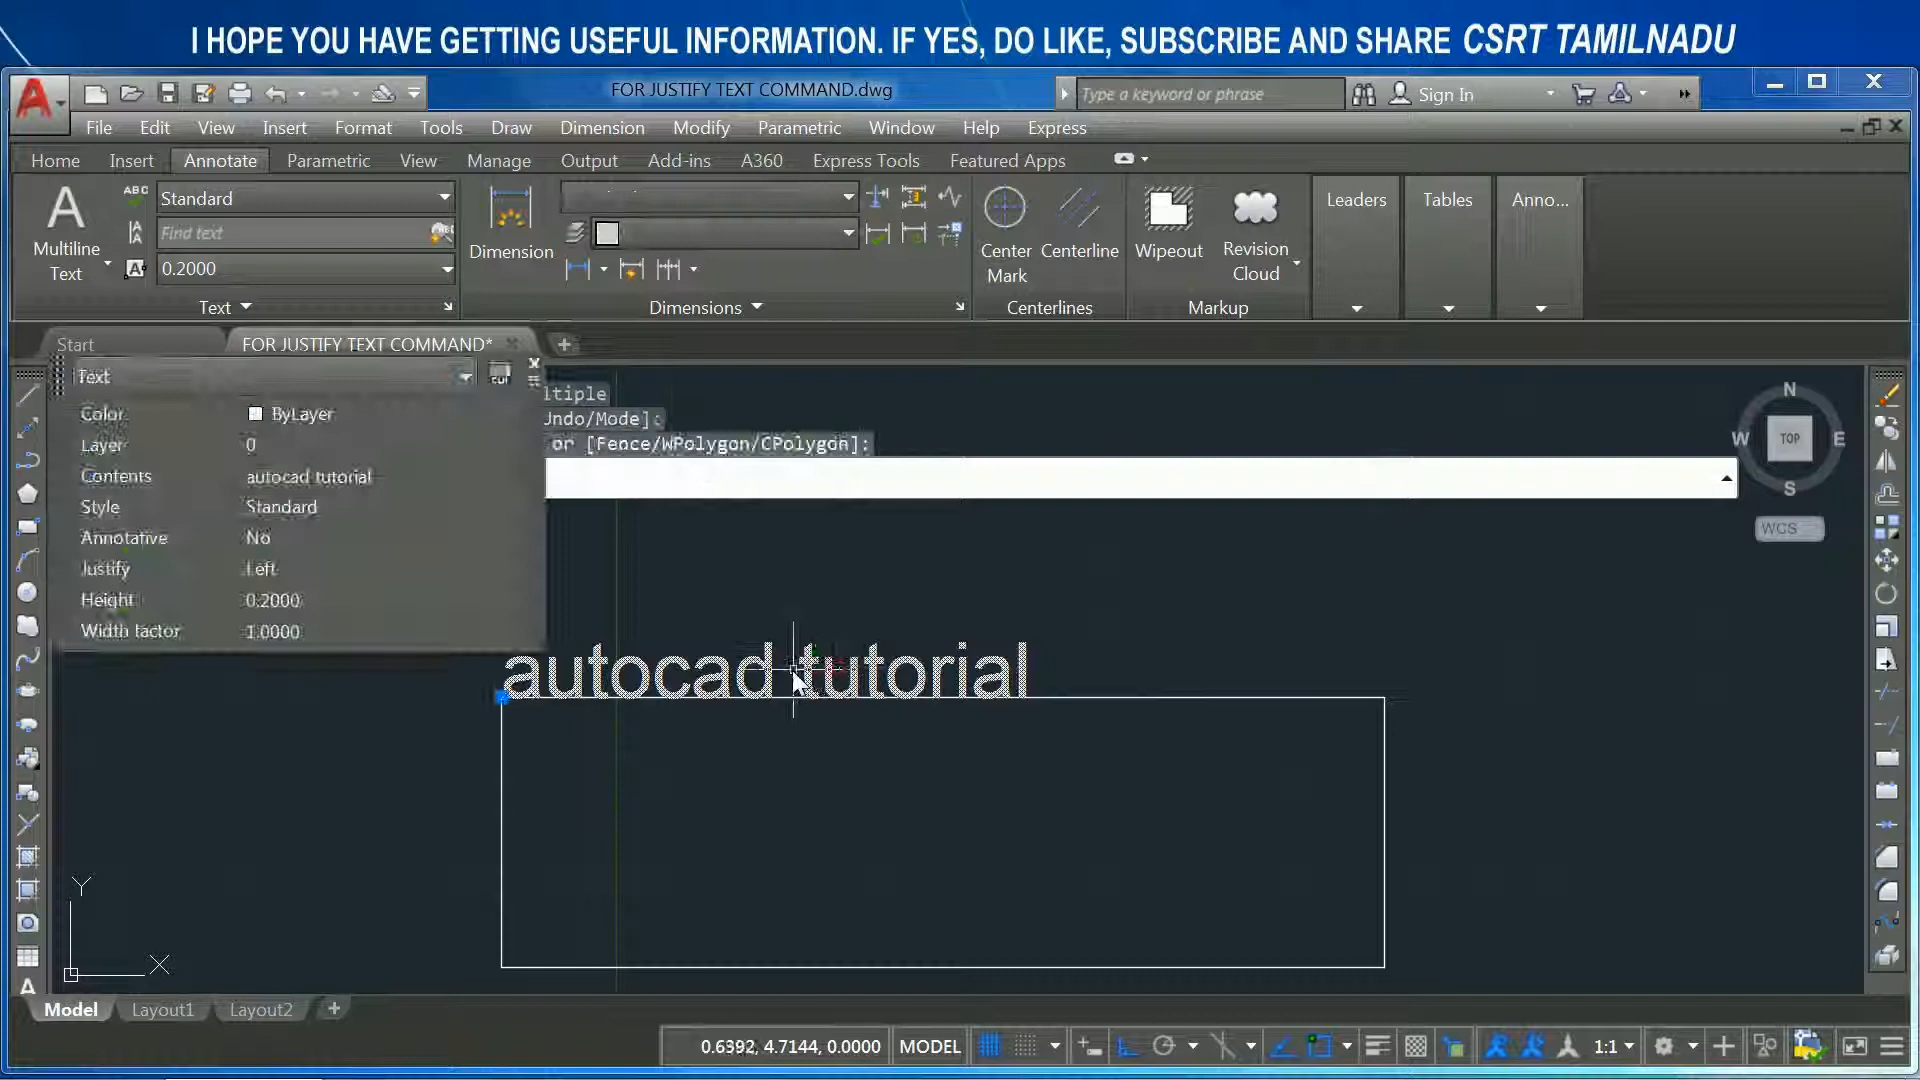 I HOPE YOU HAVE GETTING USEFUL INFORMATION. IF YES, DO LIKE, SUBSCRIBE AND SHARE CSRT TAMILNADU
FOR JUSTIFY TEXT COMMAND.dwg
Type a keyword or phrase
Sign In
File Edit View Insert Format Tools Draw Dimension Modify Parametric Window Help Express
Home Insert Annotate Parametric View Manage Output Add-ins A360 Express Tools Featured Apps
Multiline
Text
ABC
Standard
Find text
0.2000
Text
Dimension
Dimensions
Center
Mark
Centerline
Centerlines
Wipeout
Revision
Cloud
Markup
Leaders
Tables
Anno...
Start
FOR JUSTIFY TEXT COMMAND*
Text
Color ByLayer
Layer 0
Contents autocad tutorial
Style Standard
Annotative No
Justify Left
Height 0.2000
Width factor 1.0000
ltiple
Undo/Mode]:
or [Fence/WPolygon/CPolygon]:
N
W TOP E
S
WCS
autocad tutorial
Y
X
Model Layout1 Layout2
0.6392, 4.7144, 0.0000 MODEL 1:1